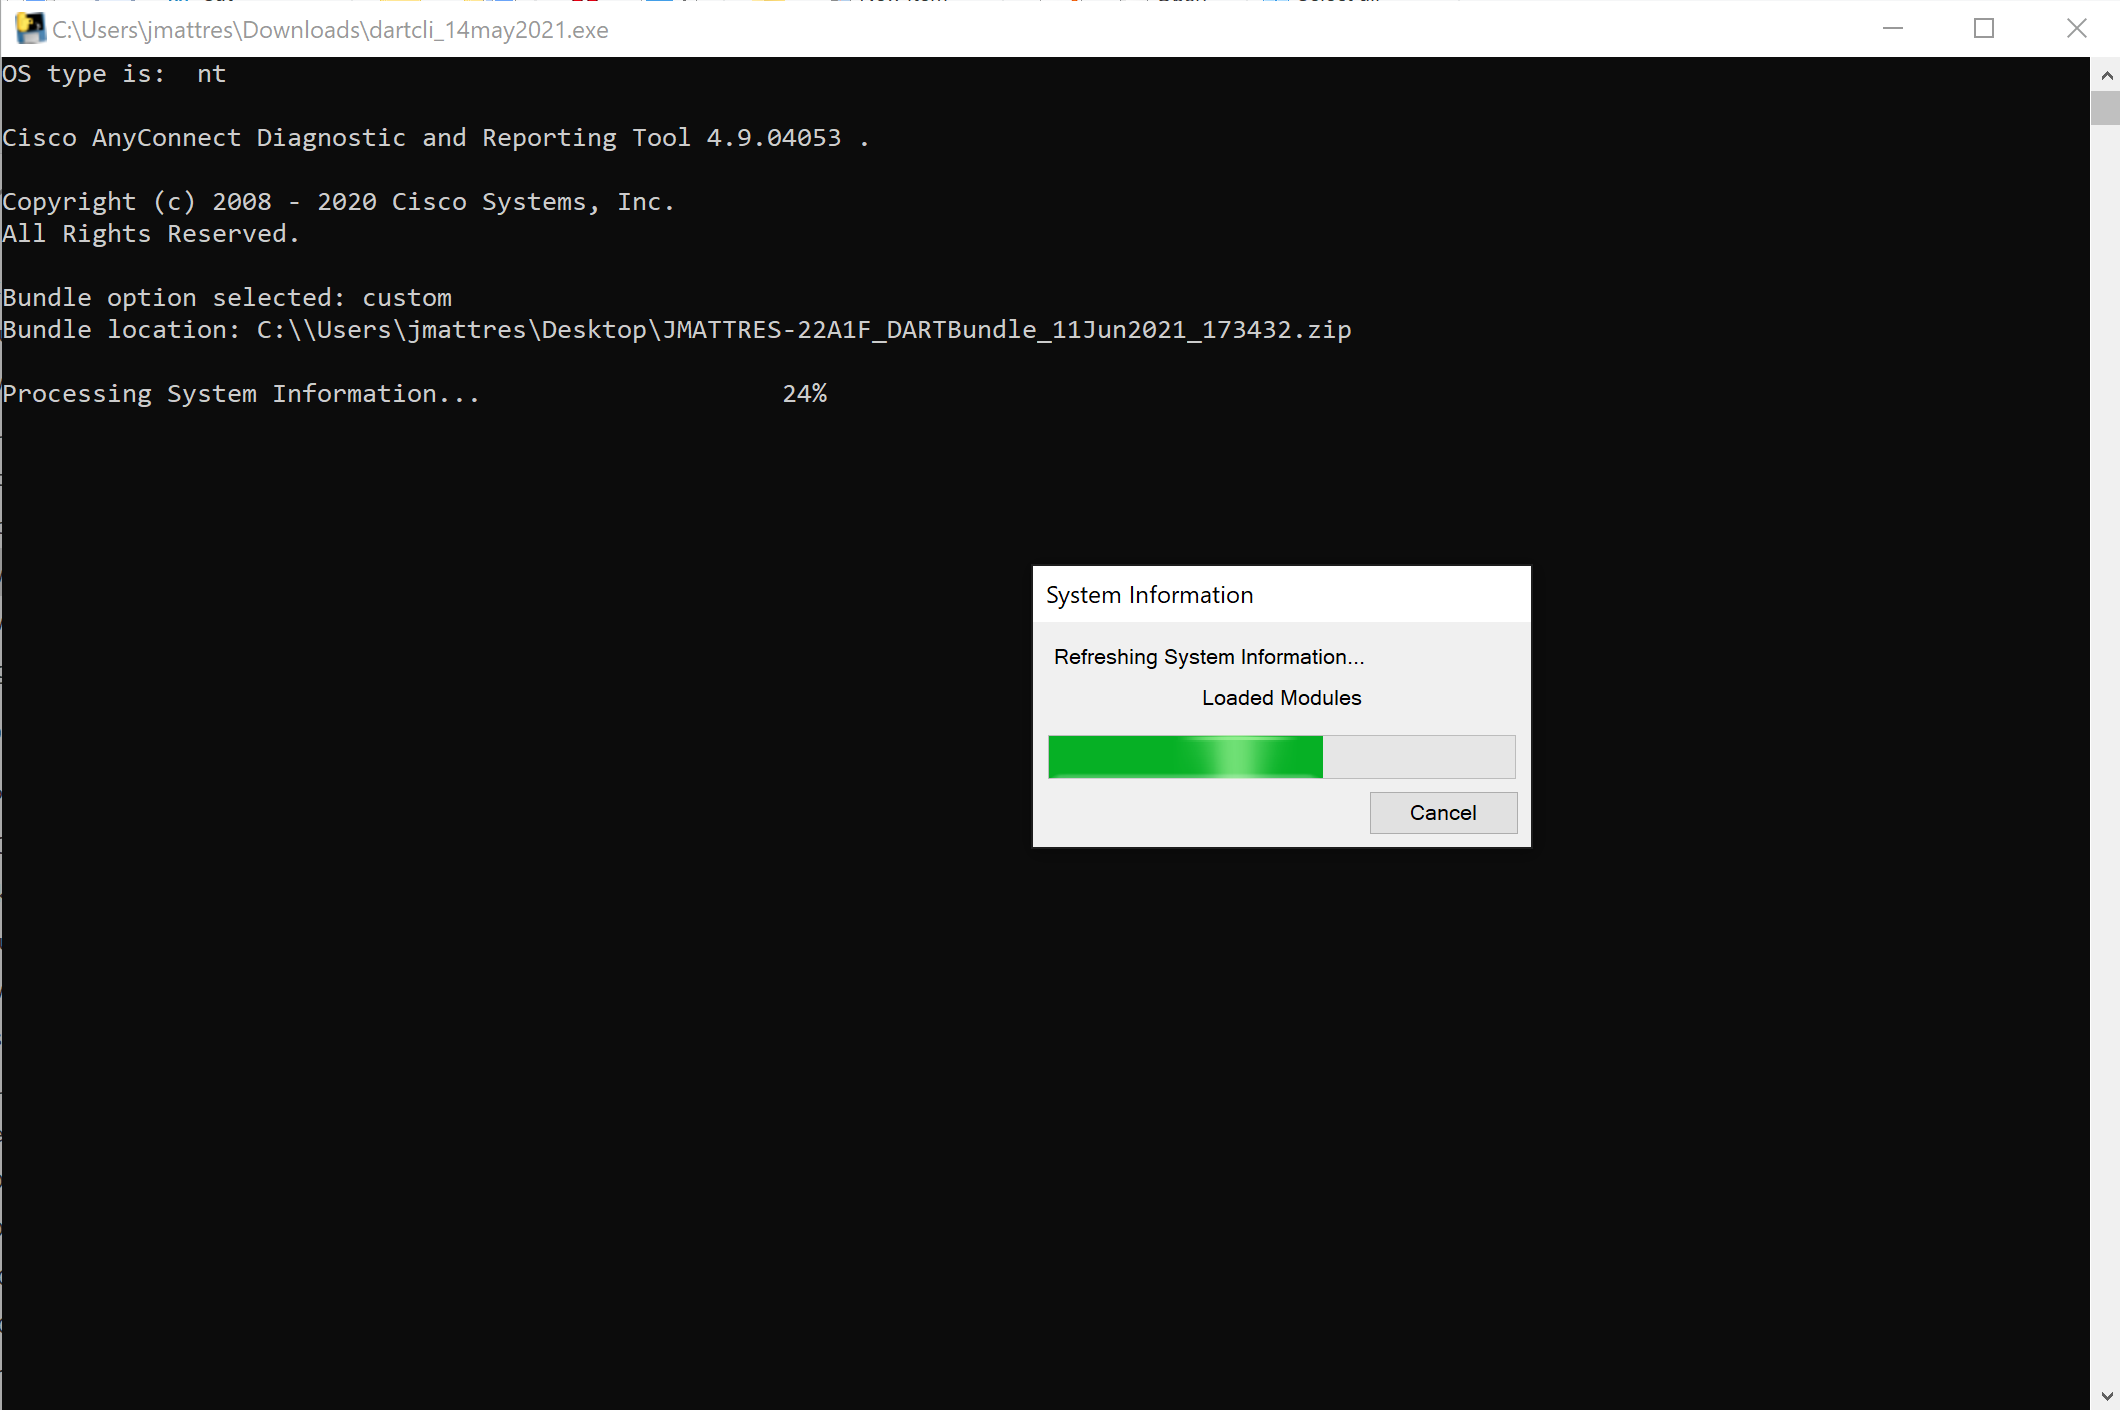 C:\Users\jmattres\Downloads\dartcli_14may2021.exe
OS type is:  nt
Cisco AnyConnect Diagnostic and Reporting Tool 4.9.04053 .
Copyright (c) 2008 - 2020 Cisco Systems, Inc.
All Rights Reserved.
Bundle option selected: custom
Bundle location: C:\\Users\jmattres\Desktop\JMATTRES-22A1F_DARTBundle_11Jun2021_173432.zip
Processing System Information...                    24%
System Information
Refreshing System Information...
Loaded Modules
Cancel